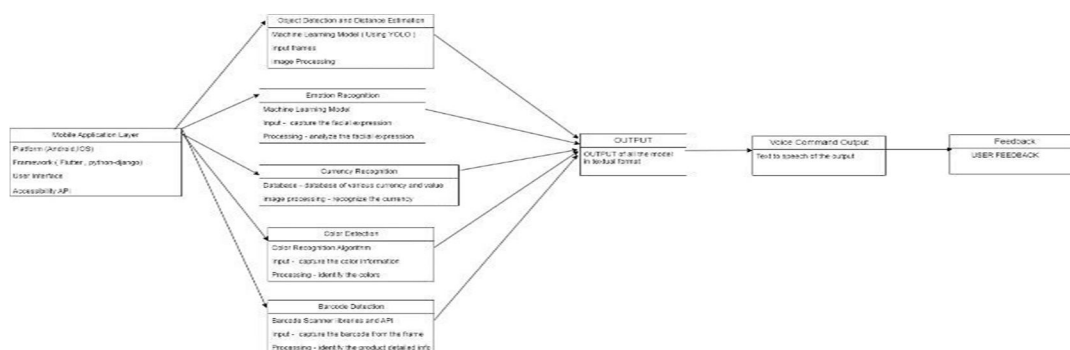 Mobile Application Layer
Platform (Android,IOS)
Framework ( Flutter , python-django)
User Interface
Accessibility API
Object Detection and Distance Estimation
Machine Learning Model ( Using YOLO )
Input frames
Image Processing
Emotion Recognition
Machine Learning Model
Input - capture the facial-expression
Processing - analyze the facial-expression
Currency Recognition
Database - database of various currency and value
Image processing - recognize the currency
Color Detection
Color Recognition Algorithm
Input - capture the color information
Processing - identify the colors
Barcode Detection
Barcode Scanner libraries and API
Input - capture the barcode from the frame
Processing - identify the product detailed info
OUTPUT
OUTPUT of all the model
in textual format
Voice Command Output
Text to speech of the output
Feedback
USER FEEDBACK